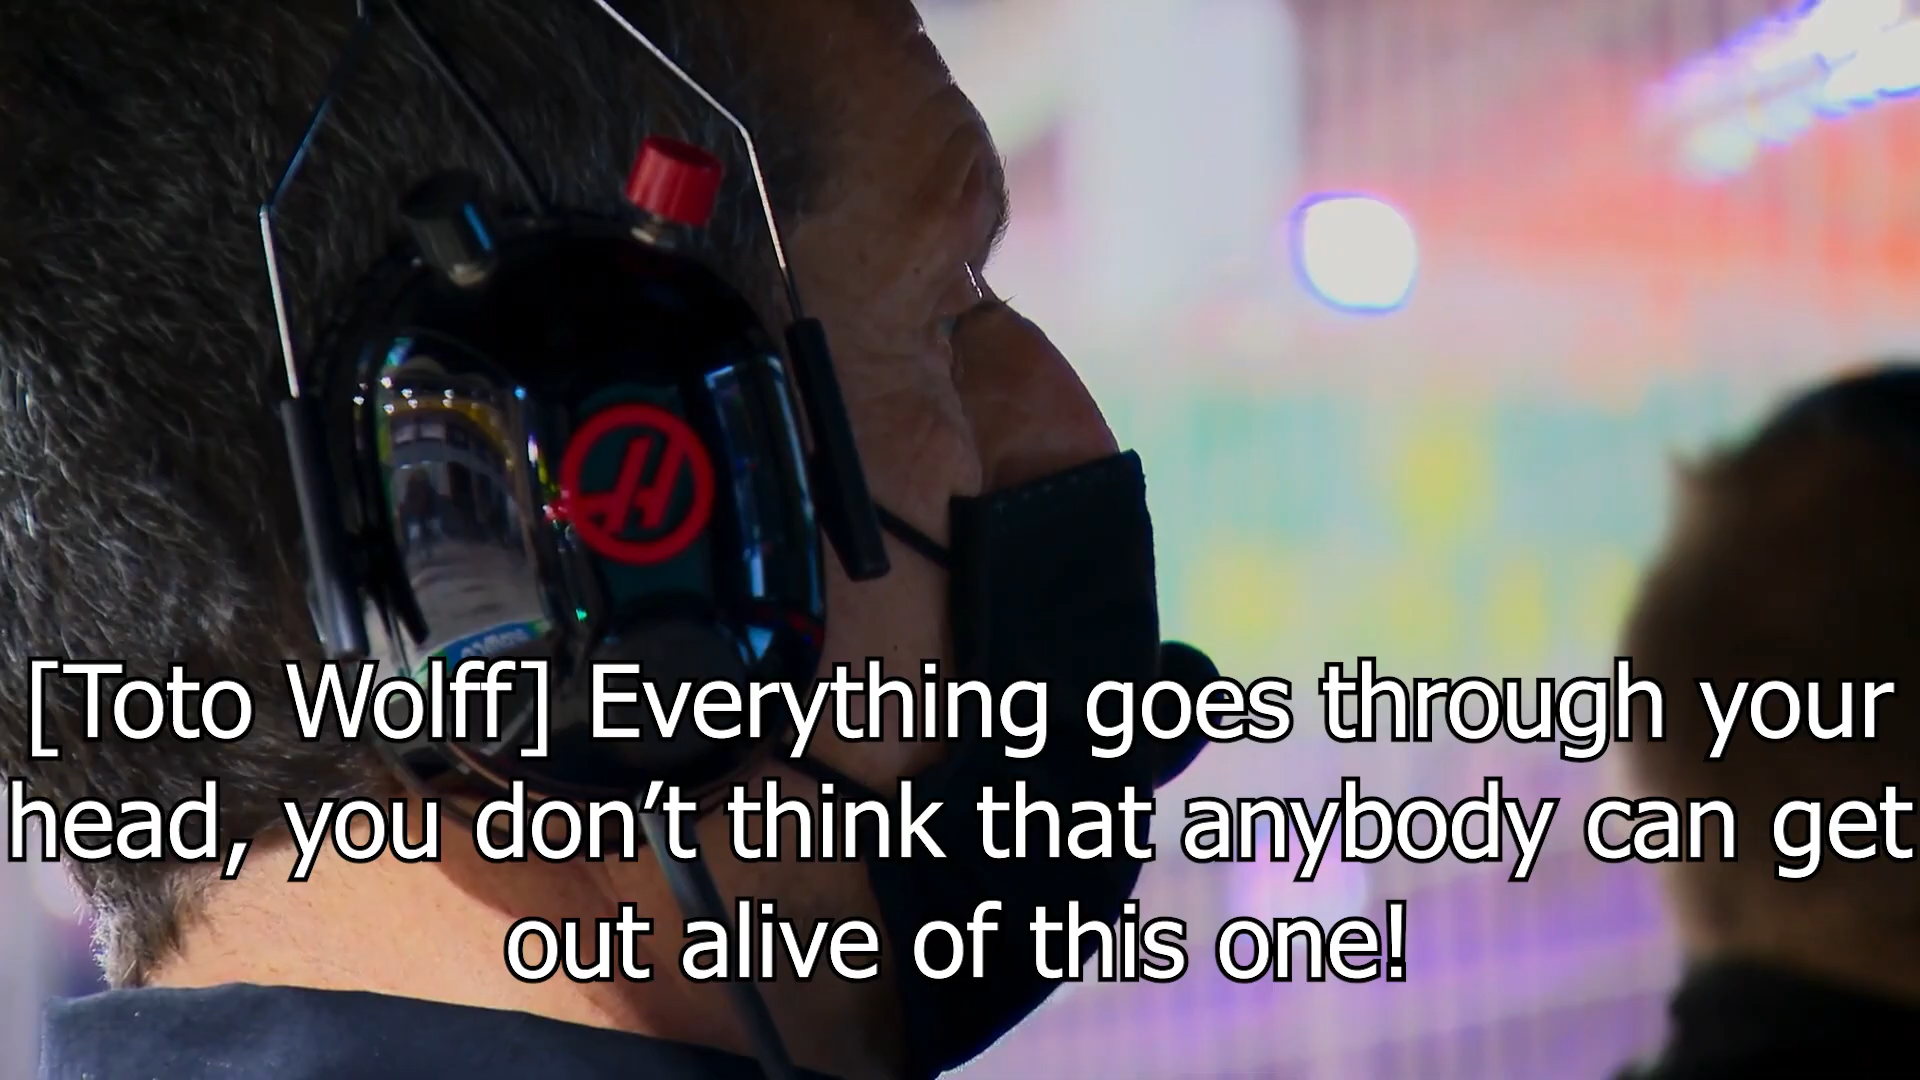 [Toto Wolff] Everything goes through your
head, you don’t think that anybody can get
out alive of this one!